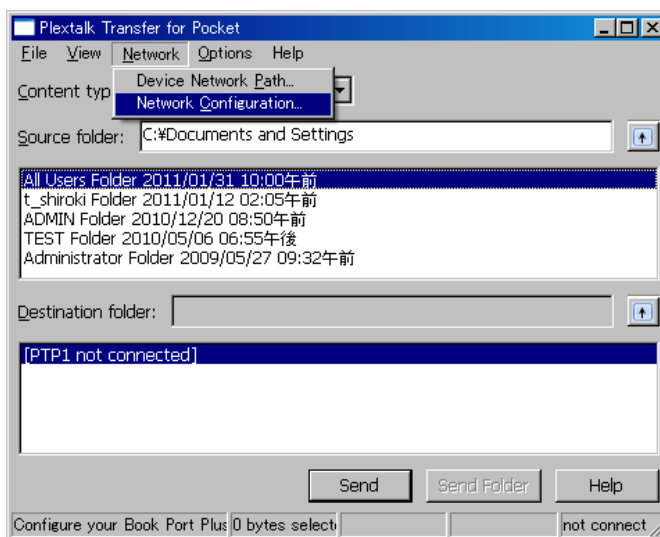 Plextalk Transfer for Pocket
File View Network Options Help
Device Network Path...
Network Configuration...
Content typ
Source folder: C:¥Documents and Settings
All Users Folder 2011/01/31 10:00午前
t_shiroki Folder 2011/01/12 02:05午前
ADMIN Folder 2010/12/20 08:50午前
TEST Folder 2010/05/06 06:55午後
Administrator Folder 2009/05/27 09:32午前
Destination folder:
[PTP1 not connected]
Send Send Folder Help
Configure your Book Port Plus 0 bytes select not connect